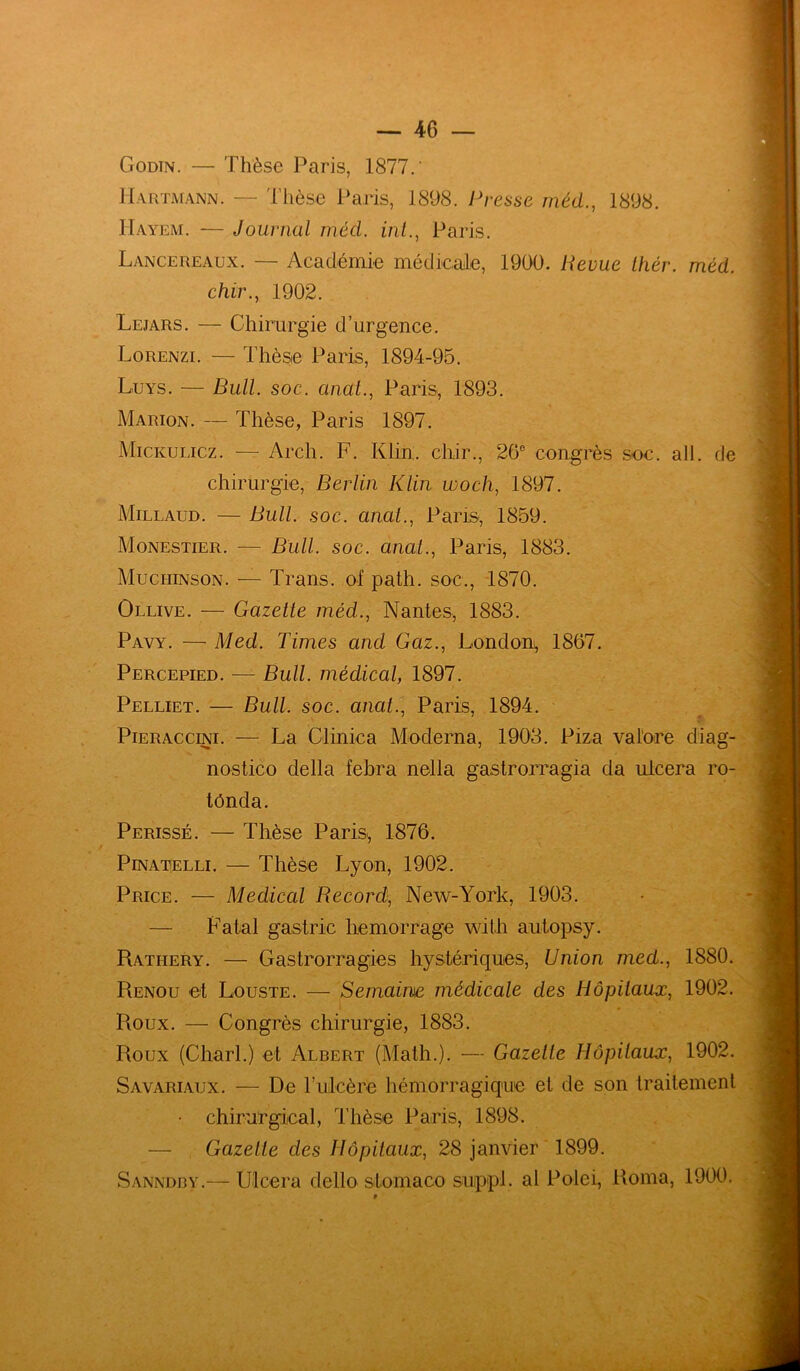 — 46 —
Godin. — Thèse Paris, 1877.
Hartmann. — Thèse Paris, 1898. Presse méd., 1898.
Hayem. — Journal méd. int., Paris.
Lancereaux. — Académie médicale, 1900. Revue thér. méd.
chir., 1902.
Lejars. — Chirurgie d'urgence.
Lorenzi. — Thèse Paris, 1894-95.
Luys. — Bull. soc. anat., Paris, 1893.
Marion. — Thèse, Paris 1897.
Mickulicz. — Arch. F. Klin. chir., 26e congrès soc. all. de
chirurgie, Berlin Klin woch, 1897.
Millaud. — Bull. soc. anat., Paris, 1859.
Monestier. — Bull. soc. anat., Paris, 1883.
Muchinson. — Trans. of path. soc., 1870.
Ollive. — Gazette méd., Nantes, 1883.
Pavy. — Med. Times and Gaz., London, 1867.
Percepied. — Bull. médical, 1897.
Pelliet. — Bull. soc. anat., Paris, 1894.
Pieraccini. — La Clinica Moderna, 1903. Piza valore diag-
nostico della febra nella gastrorragia da ulcera ro-
tónda.
Perissé. — Thèse Paris, 1876.
Pinatelli. — Thèse Lyon, 1902.
Price. — Medical Record, New-York, 1903.
— Fatal gastric hemorrage with autopsy.
Rathery. — Gastrorragies hystériques, Union med., 1880.
Renou et Louste. — Semaine médicale des Hôpitaux, 1902.
Roux. — Congrès chirurgie, 1883.
Roux (Charl.) et Albert (Math.). — Gazette Hôpitaux, 1902.
Savariaux. — De l'ulcère hémorragique et de son traitement
chirurgical, Thèse Paris, 1898.
— Gazette des Hôpitaux, 28 janvier 1899.
Sanndby.— Ulcera dello stomaco suppl. al Polci, Roma, 1900.